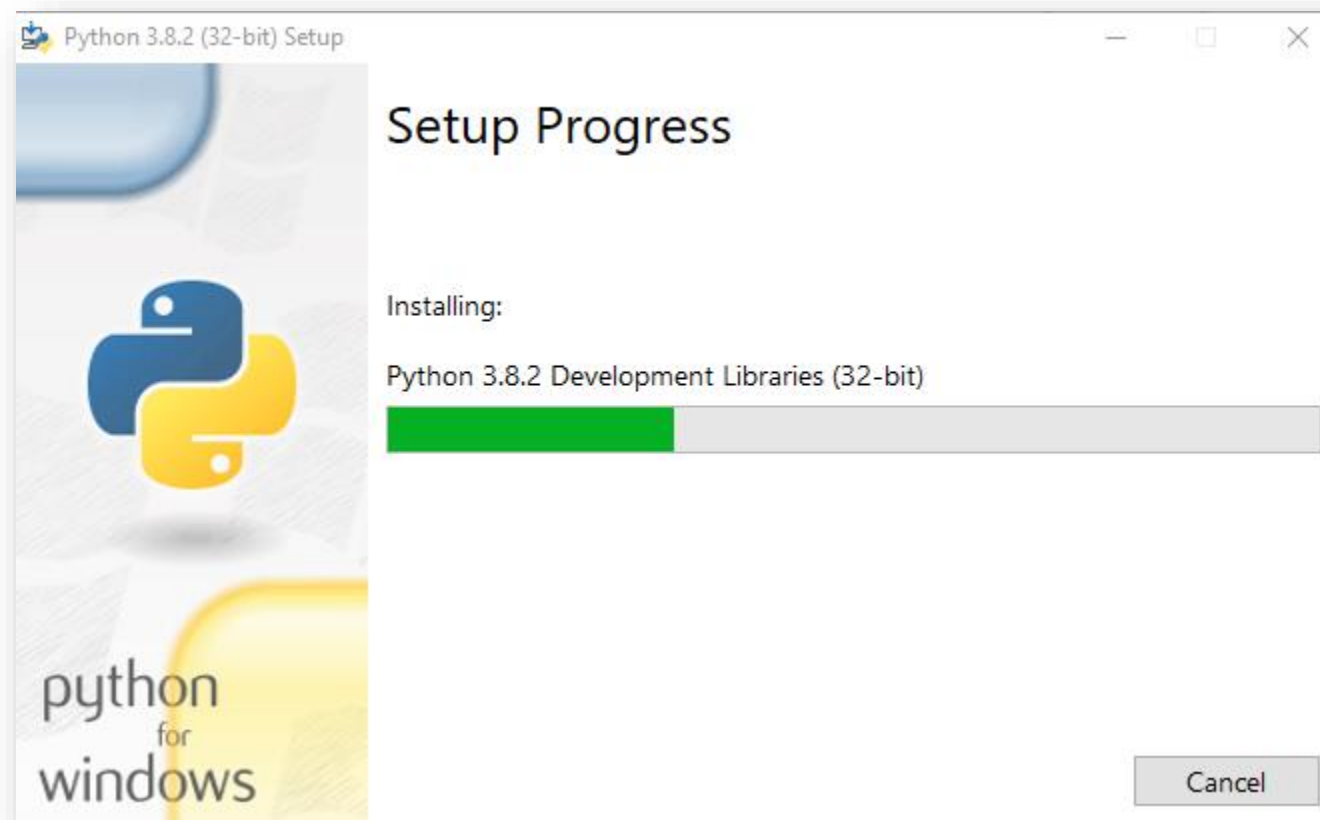 Python 3.8.2 (32-bit) Setup
Setup Progress
Installing:
Python 3.8.2 Development Libraries (32-bit)
python
for
windows
Cancel